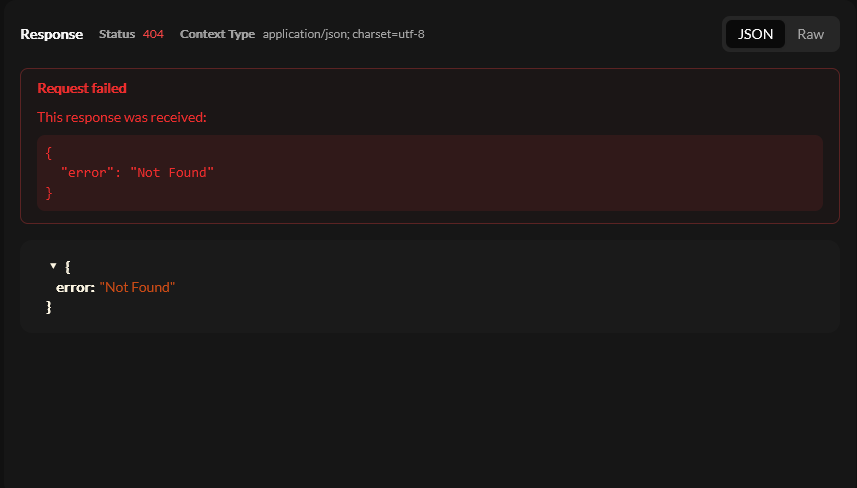 Response Status 404 Context Type application/json; charset=utf-8 JSON Raw
Request failed
This response was received:
{
"error": "Not Found"
}
▼ {
error: "Not Found"
}